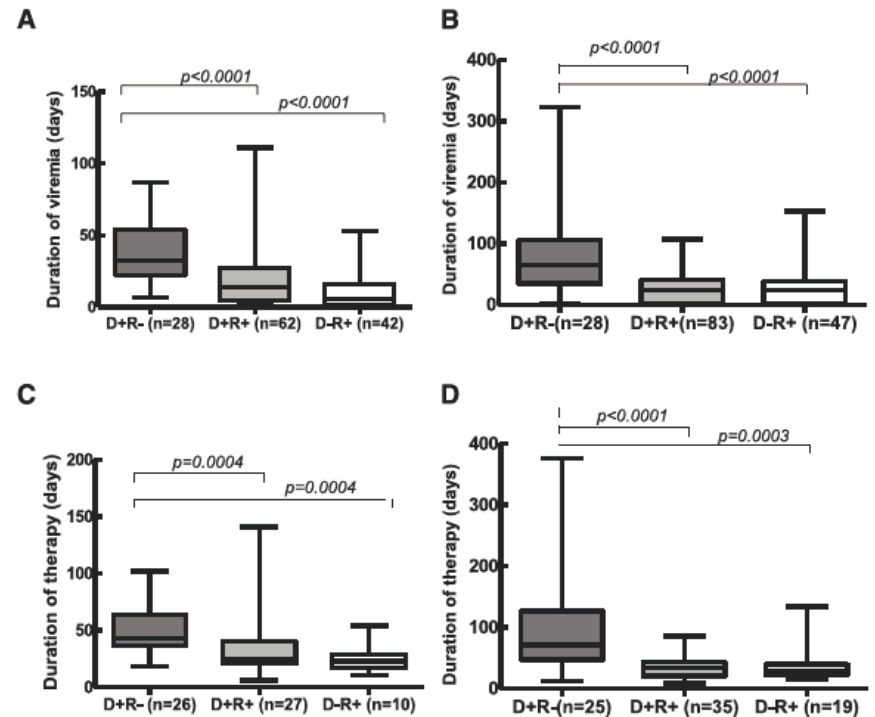 A
Duration of viremia (days)
150
100
50
0
p<0.0001
p<0.0001
D+R- (n=28) D+R+ (n=62) D-R+ (n=42)
B
Duration of viremia (days)
400
300
200
100
0
p<0.0001
p<0.0001
D+R-(n=28) D+R+(n=83) D-R+ (n=47)
C
Duration of therapy (days)
200
150
100
50
0
p=0.0004
p=0.0004
D+R- (n=26) D+R+ (n=27) D-R+ (n=10)
D
Duration of therapy (days)
400
300
200
100
0
p<0.0001
p=0.0003
D+R-(n=25) D+R+ (n=35) D-R+ (n=19)